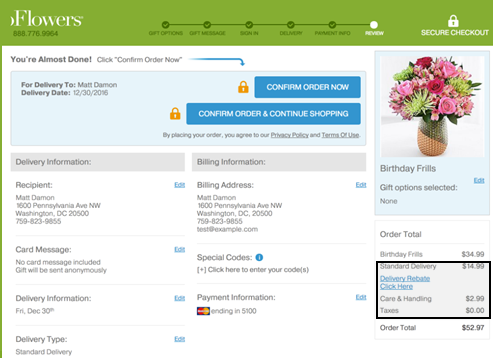 Flowers®
888.776.9964
GIFT OPTIONS
GIFT MESSAGE
SIGN IN
DELIVERY
PAYMENT INFO
REVIEW
SECURE CHECKOUT
You're Almost Done! Click "Confirm Order Now"
For Delivery To: Matt Damon
Delivery Date: 12/30/2016
CONFIRM ORDER NOW
CONFIRM ORDER & CONTINUE SHOPPING
By placing your order, you agree to our Privacy Policy and Terms Of Use.
Delivery Information:
Recipient: Edit
Matt Damon
1600 Pennsylvania Ave NW
Washington, DC 20500
759-823-9855
Card Message: Edit
No card message included
Gift will be sent anonymously
Delivery Information: Edit
Fri, Dec 30th
Delivery Type: Edit
Standard Delivery
Billing Information:
Billing Address: Edit
Matt Damon
1600 Pennsylvania Ave NW
Washington, DC 20500
759-823-9855
test@example.com
Special Codes: i
[+] Click here to enter your code(s)
Payment Information: Edit
MasterCard ending in 5100
Birthday Frills
Gift options selected: Edit
None
Order Total
Birthday Frills $34.99
Standard Delivery $14.99
Delivery Rebate
Click Here
Care & Handling $2.99
Taxes $0.00
Order Total $52.97